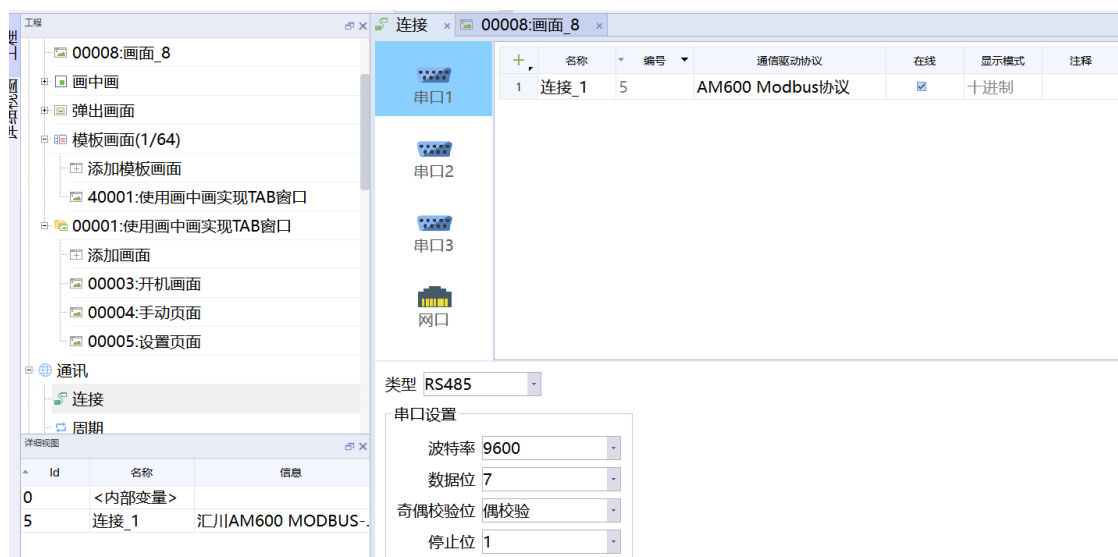 工程
00008:画面_8
画中画
弹出画面
模板画面(1/64)
添加模板画面
40001:使用画中画实现TAB窗口
00001:使用画中画实现TAB窗口
添加画面
00003:开机画面
00004:手动页面
00005:设置页面
通讯
连接
周期
详细视图
Id 名称 信息
0 <内部变量>
5 连接_1 汇川AM600 MODBUS-.
连接 × 00008:画面_8 ×
串口1
串口2
串口3
网口
名称 编号 通信驱动协议 在线 显示模式 注释
1 连接_1 5 AM600 Modbus协议 十进制
类型 RS485
串口设置
波特率 9600
数据位 7
奇偶校验位 偶校验
停止位 1